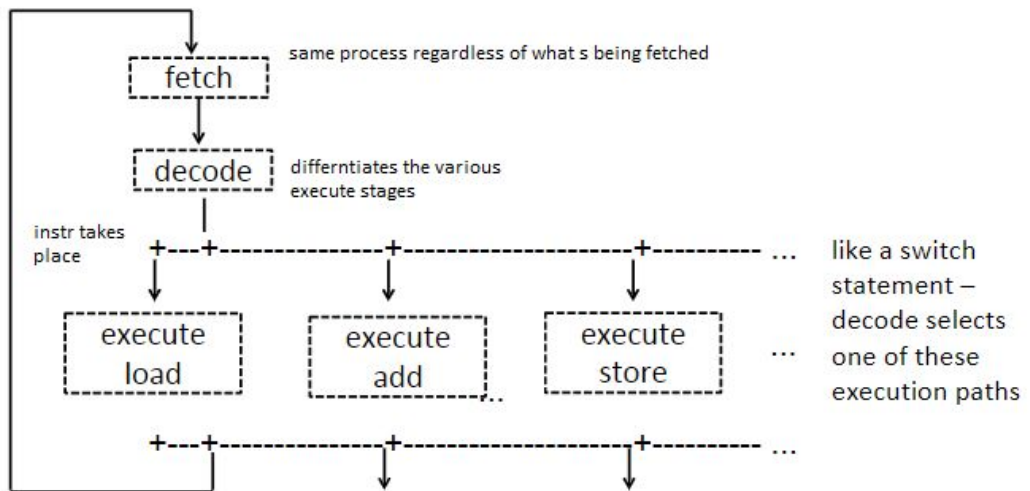 same process regardless of what s being fetched
fetch
decode
differntiates the various
execute stages
instr takes
place
...
like a switch
statement –
decode selects
one of these
execution paths
execute
load
execute
add
...
execute
store
...
...